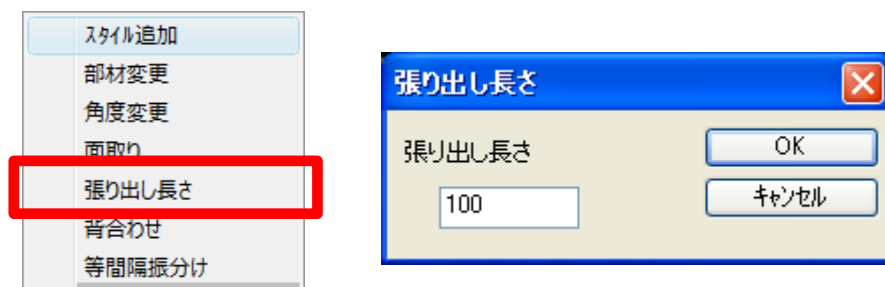 ｽﾀｲﾙ追加
部材変更
角度変更
面取り
張り出し長さ
背合わせ
等間隔振分け
張り出し長さ
張り出し長さ
100
OK
ｷｬﾝｾﾙ